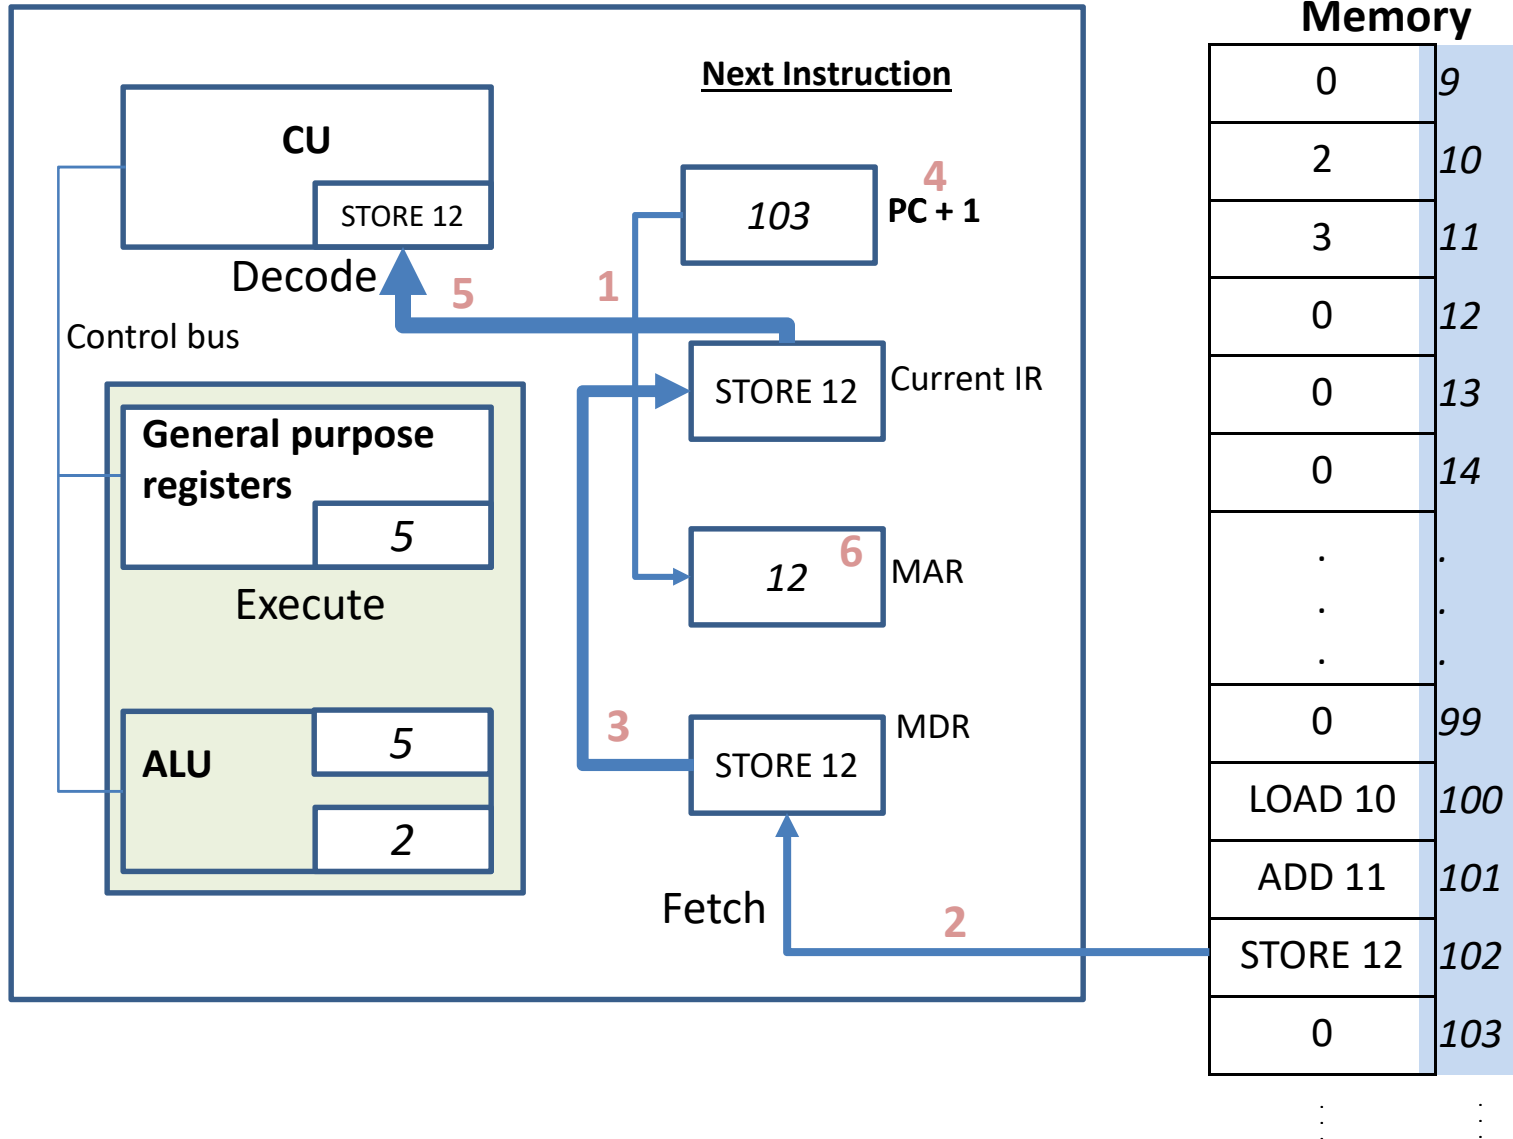 Memory
Next Instruction
CU
STORE 12
Decode
Control bus
General purpose
registers
5
Execute
ALU
5
2
4
103
PC + 1
1
5
STORE 12
Current IR
12
6
MAR
3
MDR
STORE 12
Fetch
2
0 9
2 10
3 11
0 12
0 13
0 14
. .
. .
. .
0 99
LOAD 10 100
ADD 11 101
STORE 12 102
0 103
. .
. .
. .